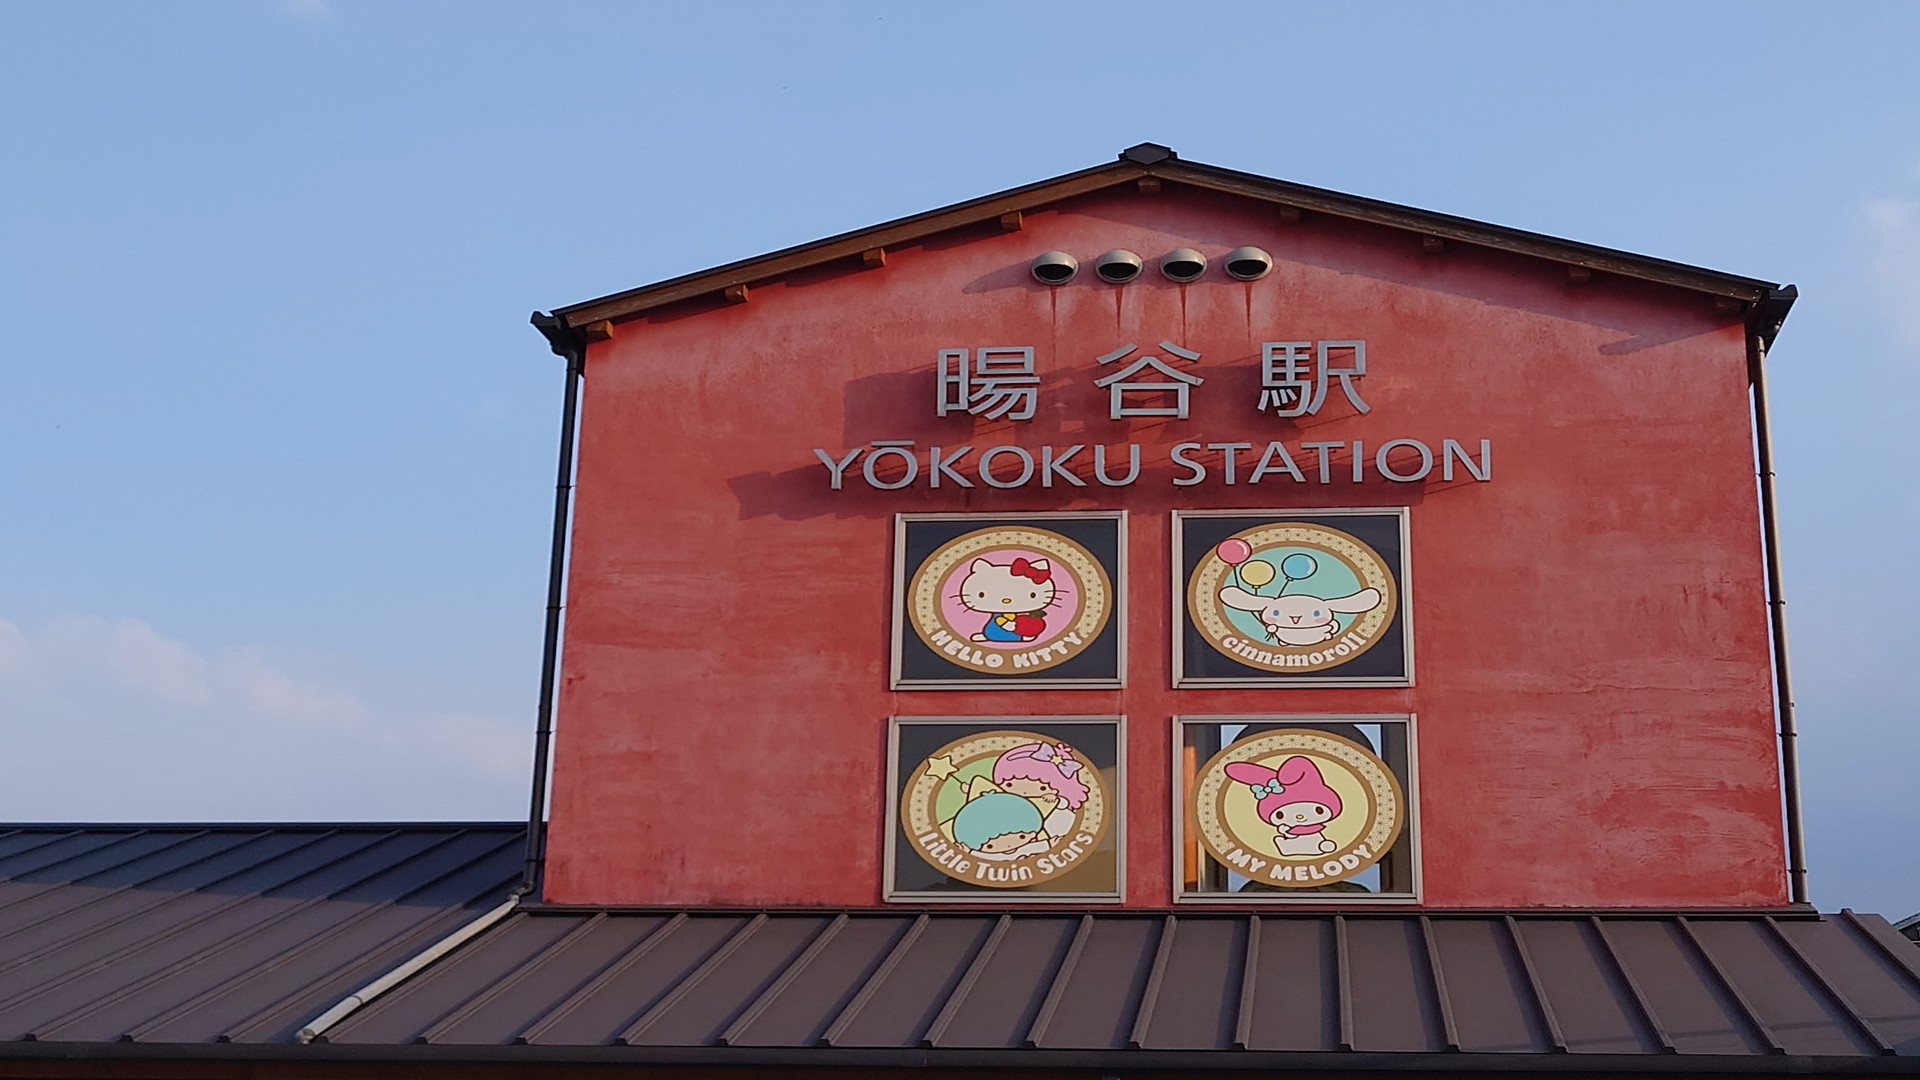 暘谷駅
YŌKOKU STATION
HELLO KITTY
cinnamoroll
Little Twin Stars
MY MELODY